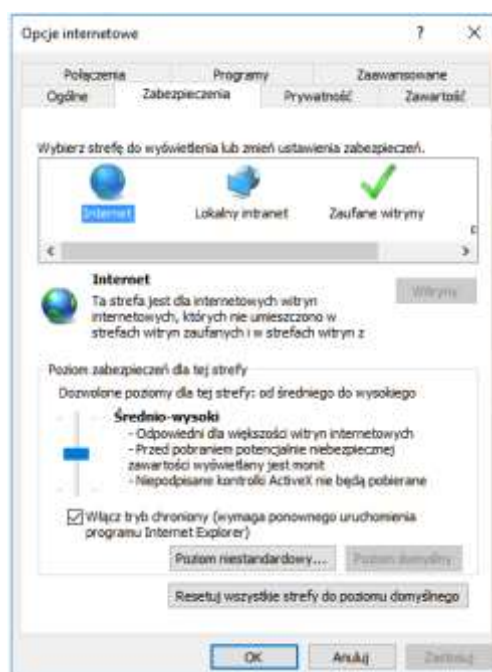 Opcje internetowe ? ×
Połączenia Programy Zaawansowane
Ogólne Zabezpieczenia Prywatność Zawartość
Wybierz strefę do wyświetlenia lub zmień ustawienia zabezpieczeń.
Internet Lokalny intranet Zaufane witryny
Internet
Witryny
Ta strefa jest dla internetowych witryn
internetowych, których nie umieszczono w
strefach witryn zaufanych i w strefach witryn z
Poziom zabezpieczeń dla tej strefy
Dozwolone poziomy dla tej strefy: od średniego do wysokiego
Średnio-wysoki
- Odpowiedni dla większości witryn internetowych
- Przed pobraniem potencjalnie niebezpiecznej
zawartości wyświetlany jest monit
- Niepodpisane kontrolki ActiveX nie będą pobierane
Włącz tryb chroniony (wymaga ponownego uruchomienia
programu Internet Explorer)
Poziom niestandardowy... Poziom domyślny
Resetuj wszystkie strefy do poziomu domyślnego
OK Anuluj Zastosuj